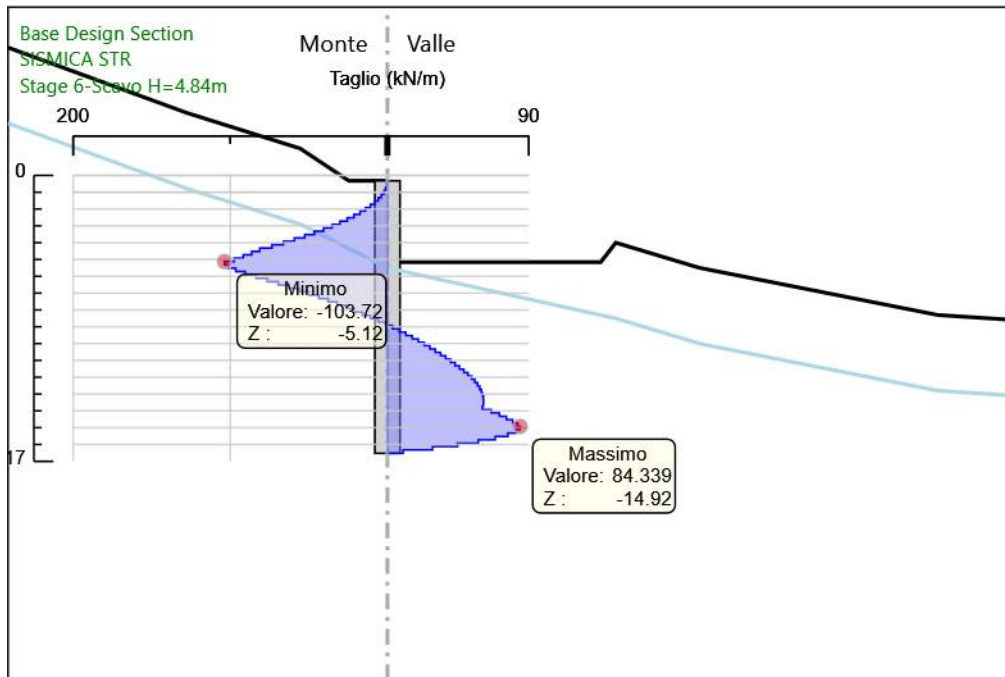 Base Design Section
SISMICA STR
Stage 6-Scavo H=4.84m
Monte Valle
Taglio (kN/m)
200 90
0
Minimo
Valore: -103.72
Z : -5.12
17
Massimo
Valore: 84.339
Z : -14.92